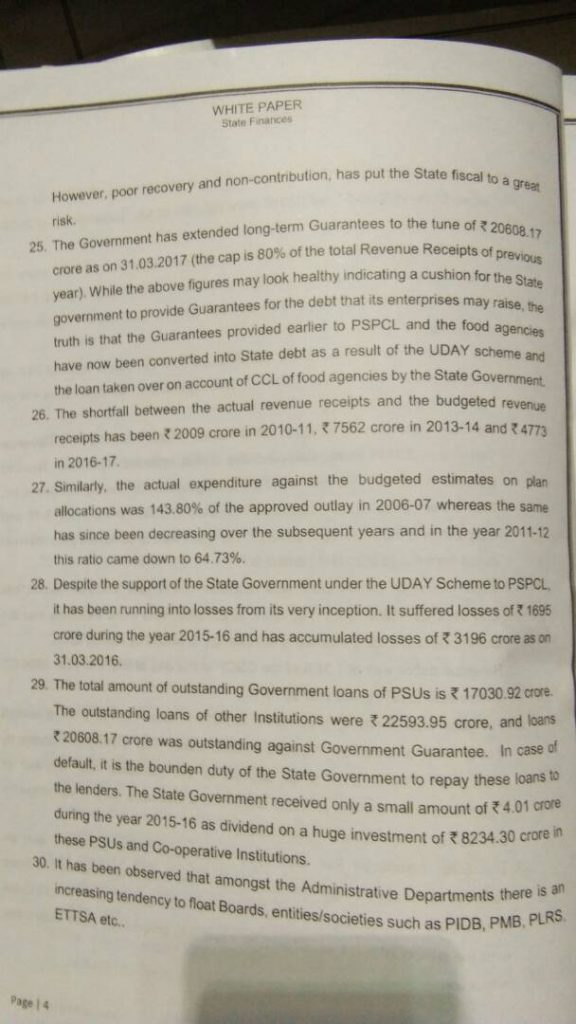 WHITE PAPER
State Finances
However, poor recovery and non-contribution, has put the State fiscal to a great
risk.
25. The Government has extended long-term Guarantees to the tune of ₹ 20608.17
crore as on 31.03.2017 (the cap is 80% of the total Revenue Receipts of previous
year). While the above figures may look healthy indicating a cushion for the State
government to provide Guarantees for the debt that its enterprises may raise, the
truth is that the Guarantees provided earlier to PSPCL and the food agencies
have now been converted into State debt as a result of the UDAY scheme and
the loan taken over on account of CCL of food agencies by the State Government.
26. The shortfall between the actual revenue receipts and the budgeted revenue
receipts has been ₹ 2009 crore in 2010-11, ₹ 7562 crore in 2013-14 and ₹ 4773
in 2016-17.
27. Similarly, the actual expenditure against the budgeted estimates on plan
allocations was 143.80% of the approved outlay in 2006-07 whereas the same
has since been decreasing over the subsequent years and in the year 2011-12
this ratio came down to 64.73%.
28. Despite the support of the State Government under the UDAY Scheme to PSPCL,
it has been running into losses from its very inception. It suffered losses of ₹ 1695
crore during the year 2015-16 and has accumulated losses of ₹ 3196 crore as on
31.03.2016.
29. The total amount of outstanding Government loans of PSUs is ₹ 17030.92 crore.
The outstanding loans of other Institutions were ₹ 22593.95 crore, and loans
₹ 20608.17 crore was outstanding against Government Guarantee. In case of
default, it is the bounden duty of the State Government to repay these loans to
the lenders. The State Government received only a small amount of ₹ 4.01 crore
during the year 2015-16 as dividend on a huge investment of ₹ 8234.30 crore in
these PSUs and Co-operative Institutions.
30. It has been observed that amongst the Administrative Departments there is an
increasing tendency to float Boards, entities/societies such as PIDB, PMB, PLRS.
ETTSA etc..
Page | 4